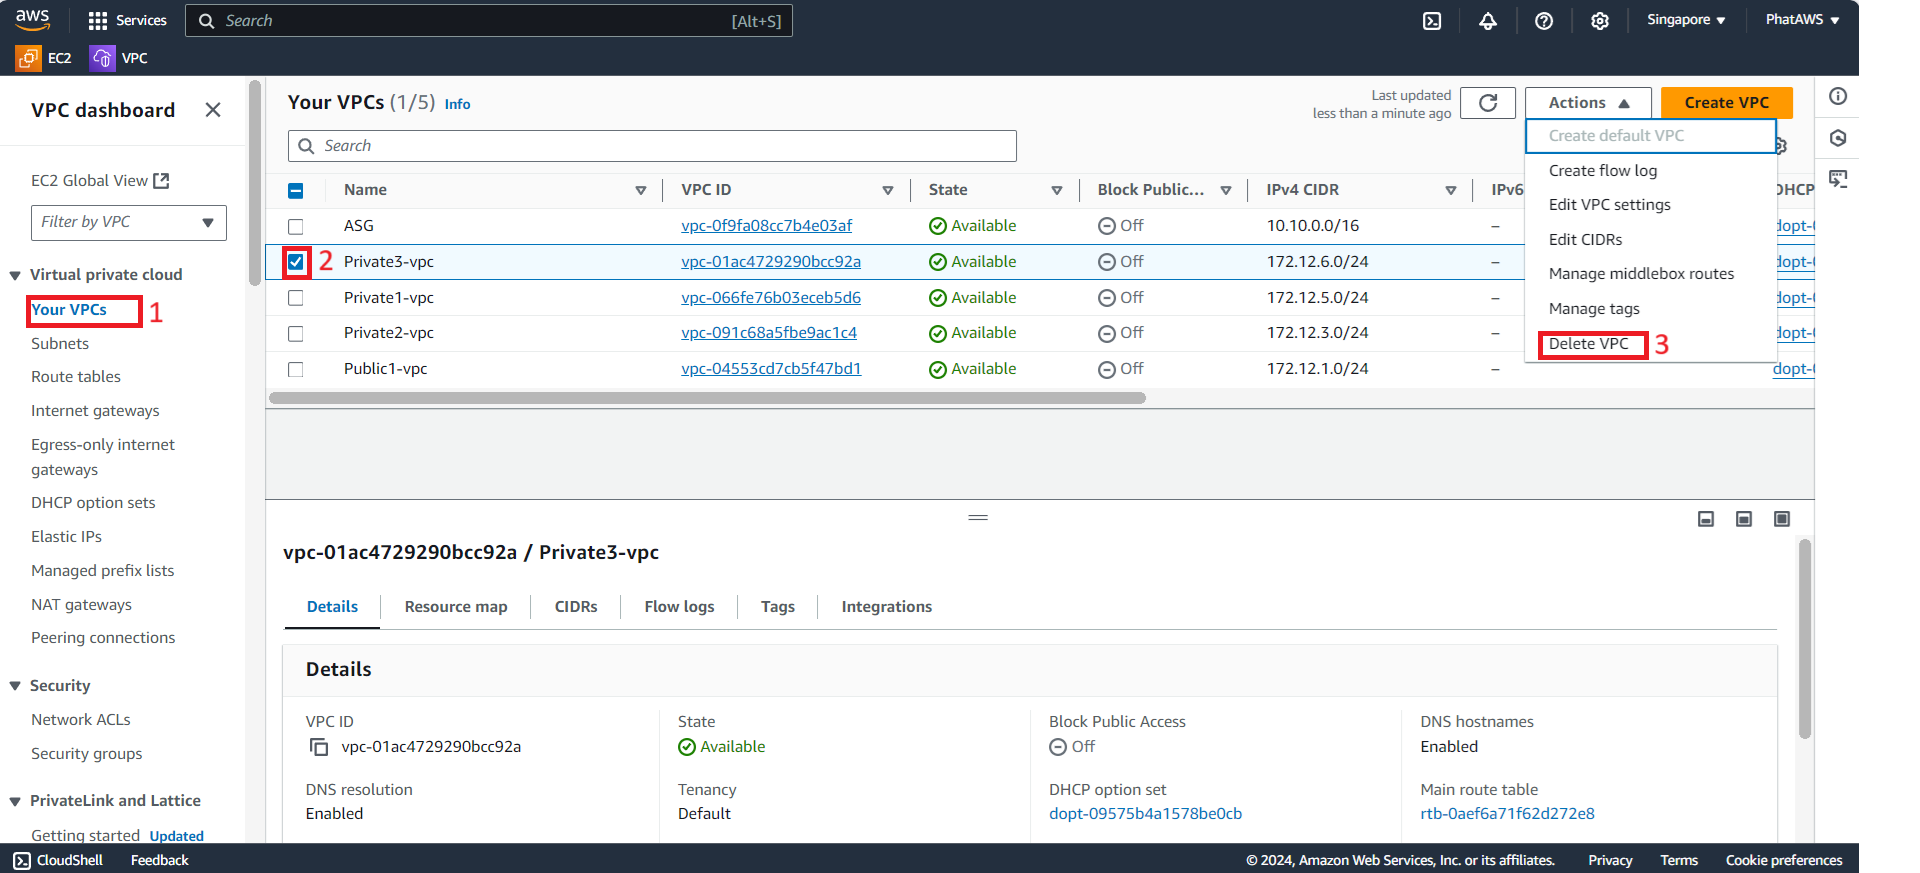 aws Services Search [Alt+S] Singapore PhatAWS
EC2 VPC
VPC dashboard
EC2 Global View
Filter by VPC
Virtual private cloud
Your VPCs 1
Subnets
Route tables
Internet gateways
Egress-only internet
gateways
DHCP option sets
Elastic IPs
Managed prefix lists
NAT gateways
Peering connections
Security
Network ACLs
Security groups
PrivateLink and Lattice
Getting started Updated
Your VPCs (1/5) Info
Last updated
less than a minute ago
Actions Create VPC
Search
Create default VPC
Create flow log
Edit VPC settings
Edit CIDRs
Manage middlebox routes
Manage tags
Delete VPC 3
Name VPC ID State Block Public... IPv4 CIDR IPv6 DHCP
ASG vpc-0f9fa08cc7b4e03af Available Off 10.10.0.0/16 – dopt-0
2 Private3-vpc vpc-01ac4729290bcc92a Available Off 172.12.6.0/24 – dopt-0
Private1-vpc vpc-066fe76b03eceb5d6 Available Off 172.12.5.0/24 – dopt-0
Private2-vpc vpc-091c68a5fbe9ac1c4 Available Off 172.12.3.0/24 – dopt-0
Public1-vpc vpc-04553cd7cb5f47bd1 Available Off 172.12.1.0/24 – dopt-0
vpc-01ac4729290bcc92a / Private3-vpc
Details Resource map CIDRs Flow logs Tags Integrations
Details
VPC ID State Block Public Access DNS hostnames
vpc-01ac4729290bcc92a Available Off Enabled
DNS resolution Tenancy DHCP option set Main route table
Enabled Default dopt-09575b4a1578be0cb rtb-0aef6a71f62d272e8
CloudShell Feedback © 2024, Amazon Web Services, Inc. or its affiliates. Privacy Terms Cookie preferences